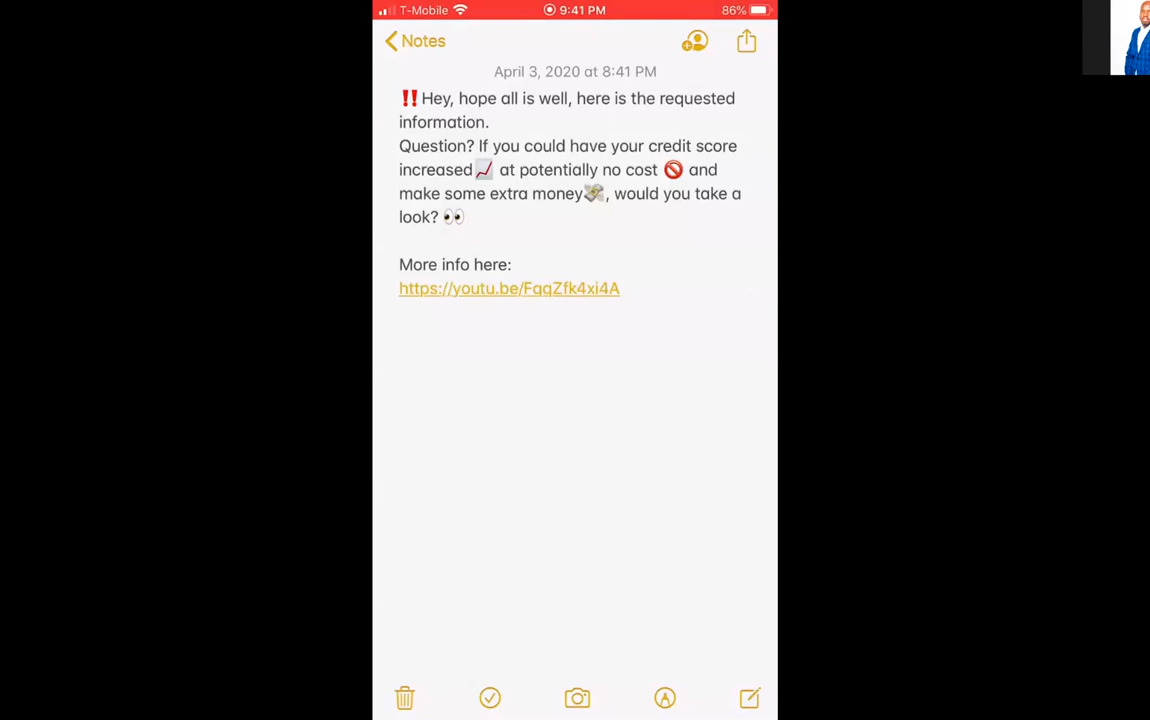 T-Mobile 9:41 PM 86%
Notes
April 3, 2020 at 8:41 PM
‼️Hey, hope all is well, here is the requested
information.
Question? If you could have your credit score
increased📈 at potentially no cost 🚫 and
make some extra money💸, would you take a
look? 👀
More info here:
https://youtu.be/FqqZfk4xi4A